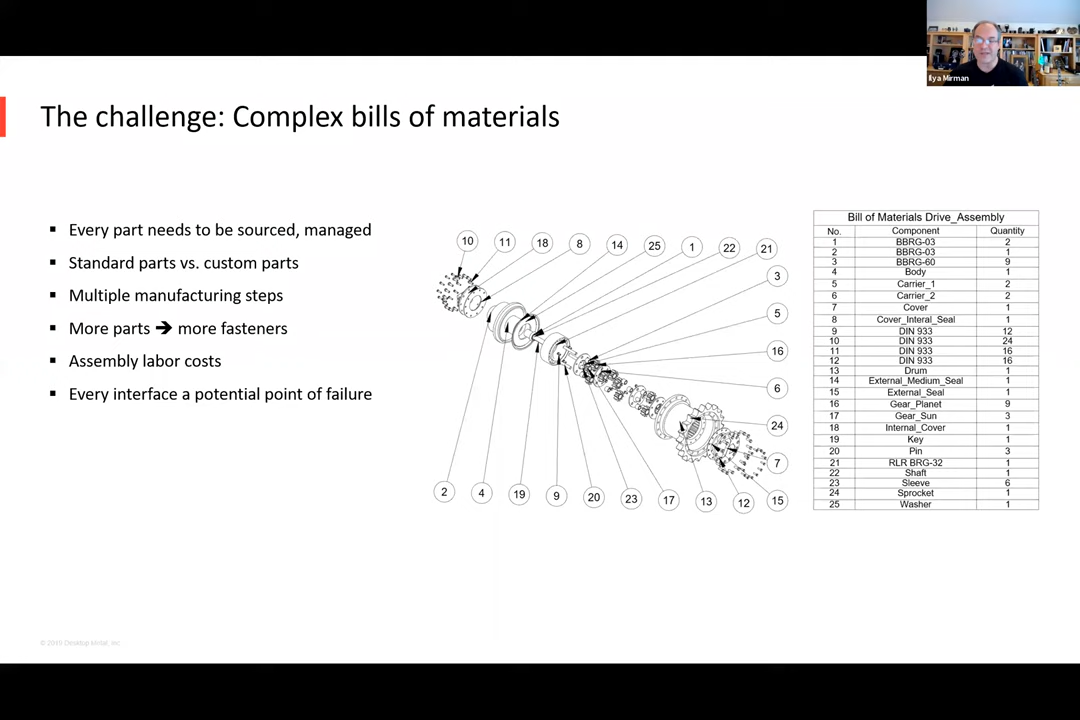 Ilya Mirman
The challenge: Complex bills of materials
▪ Every part needs to be sourced, managed
▪ Standard parts vs. custom parts
▪ Multiple manufacturing steps
▪ More parts ➔ more fasteners
▪ Assembly labor costs
▪ Every interface a potential point of failure
10 11 18 8 14 25 1 22 21
3
5
16
6
24
7
2 4 19 9 20 23 17 13 12 15
Bill of Materials Drive_Assembly
No. Component Quantity
1 BBRG-03 2
2 BBRG-03 1
3 BBRG-60 9
4 Body 1
5 Carrier_1 2
6 Carrier_2 2
7 Cover 1
8 Cover_Interal_Seal 1
9 DIN 933 12
10 DIN 933 24
11 DIN 933 16
12 DIN 933 16
13 Drum 1
14 External_Medium_Seal 1
15 External_Seal 1
16 Gear_Planet 9
17 Gear_Sun 3
18 Internal_Cover 1
19 Key 1
20 Pin 3
21 RLR BRG-32 1
22 Shaft 1
23 Sleeve 6
24 Sprocket 1
25 Washer 1
© 2019 Desktop Metal, Inc.